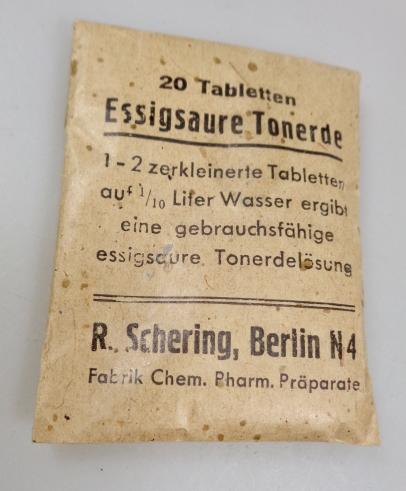 20 Tabletten
Essigsaure Tonerde
1-2 zerkleinerte Tabletten
auf 1/10 Liter Wasser ergibt
eine gebrauchsfähige
essigsaure Tonerdelösung
R. Schering, Berlin N4
Fabrik Chem. Pharm. Präparate